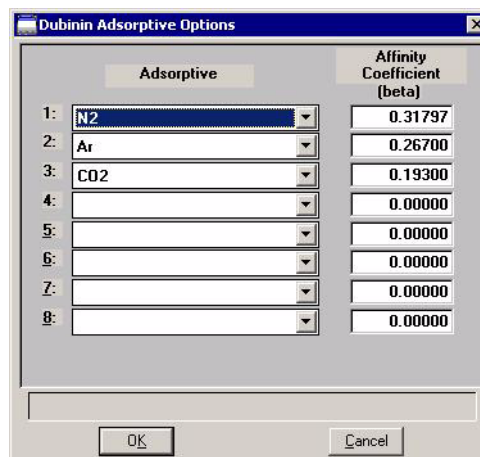 Dubinin Adsorptive Options
Adsorptive
Affinity
Coefficient
(beta)
1: N2 0.31797
2: Ar 0.26700
3: CO2 0.19300
4: 0.00000
5: 0.00000
6: 0.00000
7: 0.00000
8: 0.00000
OK Cancel